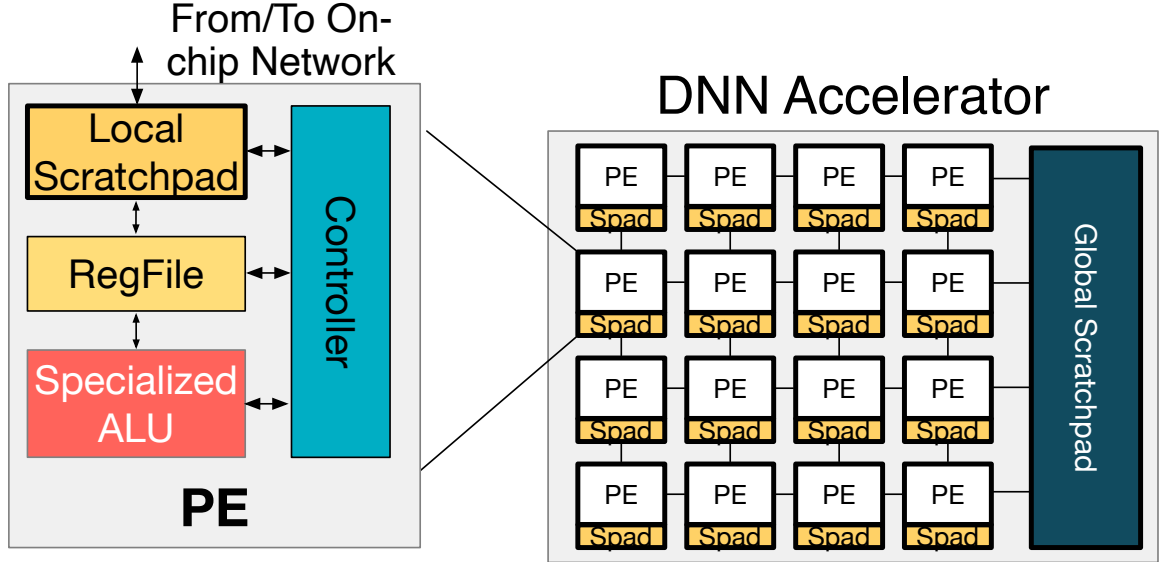 From/To On-
chip Network
Local
Scratchpad
RegFile
Specialized
ALU
Controller
PE
DNN Accelerator
PE PE PE PE
Spad Spad Spad Spad
PE PE PE PE
Spad Spad Spad Spad
PE PE PE PE
Spad Spad Spad Spad
PE PE PE PE
Spad Spad Spad Spad
Global Scratchpad